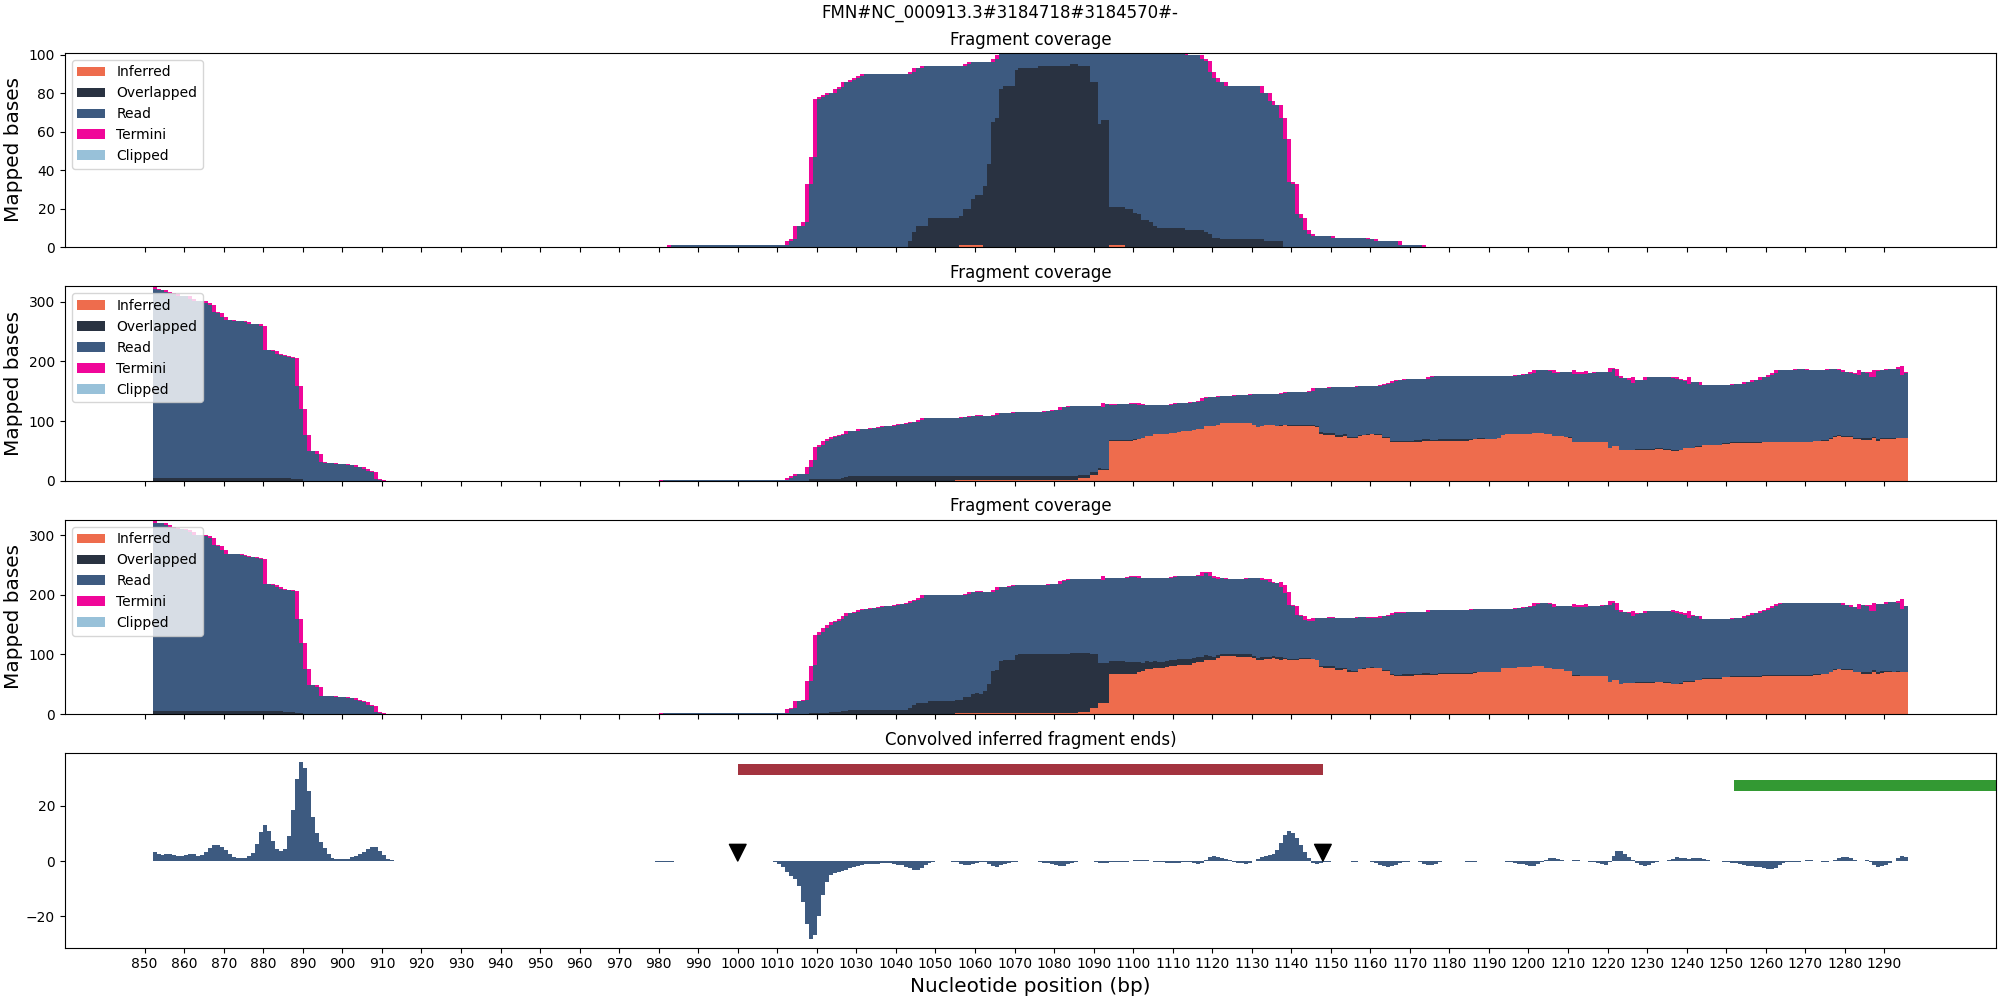 FMN#NC_000913.3#3184718#3184570#-
Fragment coverage
Mapped bases
100
80
60
40
20
0
Inferred
Overlapped
Read
Termini
Clipped
Fragment coverage
Mapped bases
300
200
100
0
Inferred
Overlapped
Read
Termini
Clipped
Fragment coverage
Mapped bases
300
200
100
0
Inferred
Overlapped
Read
Termini
Clipped
Convolved inferred fragment ends)
20
0
−20
850 860 870 880 890 900 910 920 930 940 950 960 970 980 990 1000 1010 1020 1030 1040 1050 1060 1070 1080 1090 1100 1110 1120 1130 1140 1150 1160 1170 1180 1190 1200 1210 1220 1230 1240 1250 1260 1270 1280 1290
Nucleotide position (bp)